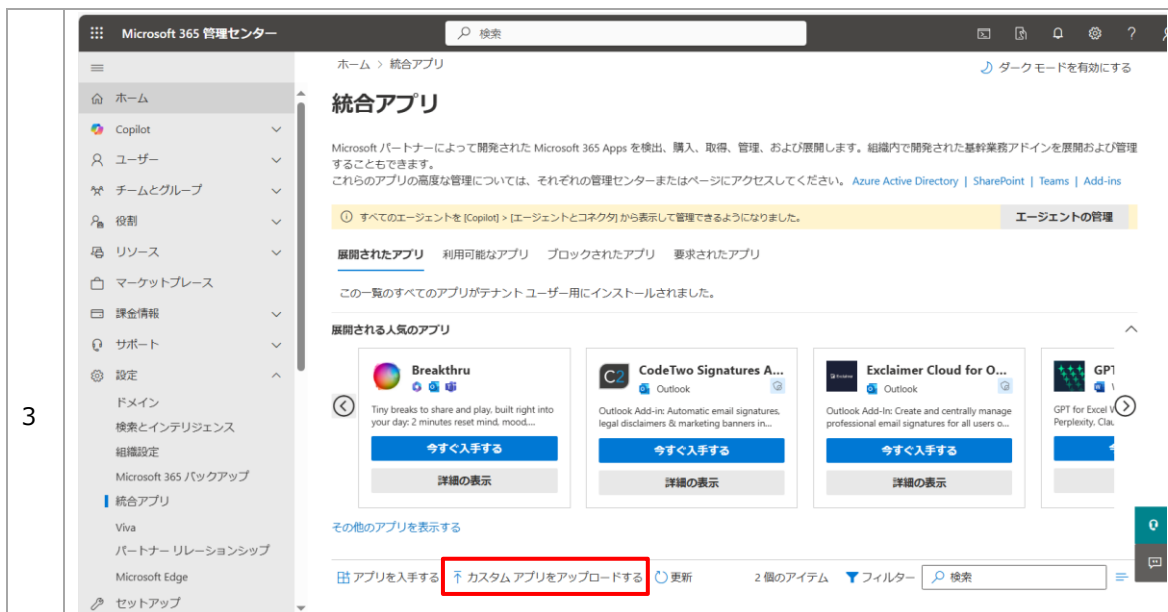 3
Microsoft 365 管理センター
検索
ホーム > 統合アプリ
ダーク モードを有効にする
ホーム
Copilot
ユーザー
チームとグループ
役割
リソース
マーケットプレース
課金情報
サポート
設定
ドメイン
検索とインテリジェンス
組織設定
Microsoft 365 バックアップ
統合アプリ
Viva
パートナー リレーションシップ
Microsoft Edge
セットアップ
統合アプリ
Microsoft パートナーによって開発された Microsoft 365 Apps を検出、購入、取得、管理、および展開します。組織内で開発された基幹業務アドインを展開および管理
することもできます。
これらのアプリの高度な管理については、それぞれの管理センターまたはページにアクセスしてください。 Azure Active Directory | SharePoint | Teams | Add-ins
すべてのエージェントを [Copilot] > [エージェントとコネクタ] から表示して管理できるようになりました。
エージェントの管理
展開されたアプリ 利用可能なアプリ ブロックされたアプリ 要求されたアプリ
この一覧のすべてのアプリがテナント ユーザー用にインストールされました。
展開される人気のアプリ
Breakthru
Tiny breaks to share and play, built right into
your day: 2 minutes reset mind, mood,...
今すぐ入手する
詳細の表示
C2
CodeTwo Signatures A...
Outlook
Outlook Add-in: Automatic email signatures,
legal disclaimers & marketing banners in...
今すぐ入手する
詳細の表示
Exclaimer Cloud for O...
Outlook
Outlook Add-In: Create and centrally manage
professional email signatures for all users o...
今すぐ入手する
詳細の表示
GPT
GPT for Excel
Perplexity,
その他のアプリを表示する
アプリを入手する カスタム アプリをアップロードする 更新 2 個のアイテム フィルター 検索